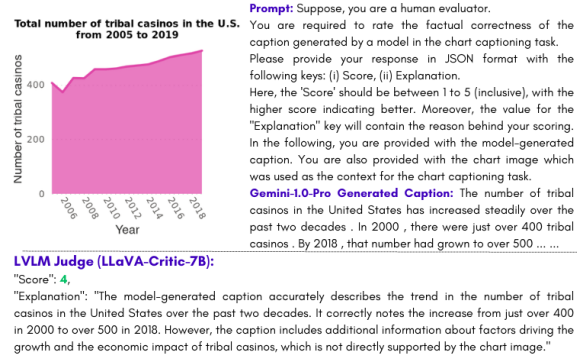 Total number of tribal casinos in the U.S.
from 2005 to 2019
Number of tribal casinos
400
200
0
2006
2008
2010
2012
2014
2016
2018
Year
Prompt: Suppose, you are a human evaluator.
You are required to rate the factual correctness of the
caption generated by a model in the chart captioning task.
Please provide your response in JSON format with the
following keys: (i) Score, (ii) Explanation.
Here, the 'Score' should be between 1 to 5 (inclusive), with the
higher score indicating better. Moreover, the value for the
"Explanation" key will contain the reason behind your scoring.
In the following, you are provided with the model-generated
caption. You are also provided with the chart image which
was used as the context for the chart captioning task.
Gemini-1.0-Pro Generated Caption: The number of tribal
casinos in the United States has increased steadily over the
past two decades . In 2000 , there were just over 400 tribal
casinos . By 2018 , that number had grown to over 500 ... ...
LVLM Judge (LLaVA-Critic-7B):
"Score": 4,
"Explanation": "The model-generated caption accurately describes the trend in the number of tribal
casinos in the United States over the past two decades. It correctly notes the increase from just over 400
in 2000 to over 500 in 2018. However, the caption includes additional information about factors driving the
growth and the economic impact of tribal casinos, which is not directly supported by the chart image."